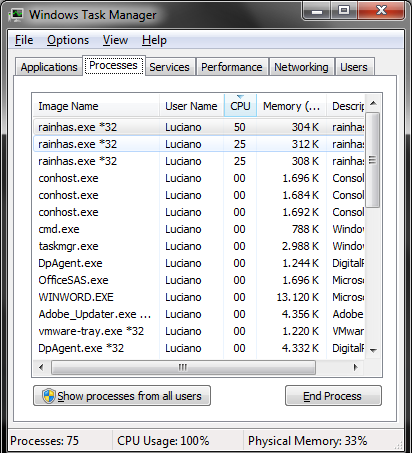 Windows Task Manager
File Options View Help
Applications Processes Services Performance Networking Users
Image Name User Name CPU Memory (... Descrip
rainhas.exe *32 Luciano 50 304 K rainhas
rainhas.exe *32 Luciano 25 312 K rainhas
rainhas.exe *32 Luciano 25 308 K rainhas
conhost.exe Luciano 00 1.696 K Consol
conhost.exe Luciano 00 1.684 K Consol
conhost.exe Luciano 00 1.692 K Consol
cmd.exe Luciano 00 788 K Window
taskmgr.exe Luciano 00 2.988 K Window
DpAgent.exe Luciano 00 1.244 K DigitalP
OfficeSAS.exe Luciano 00 1.696 K Microso
WINWORD.EXE Luciano 00 13.120 K Microso
Adobe_Updater.exe ... Luciano 00 4.356 K Adobe
vmware-tray.exe *32 Luciano 00 1.220 K VMwar
DpAgent.exe *32 Luciano 00 4.332 K DigitalP
Show processes from all users End Process
Processes: 75 CPU Usage: 100% Physical Memory: 33%